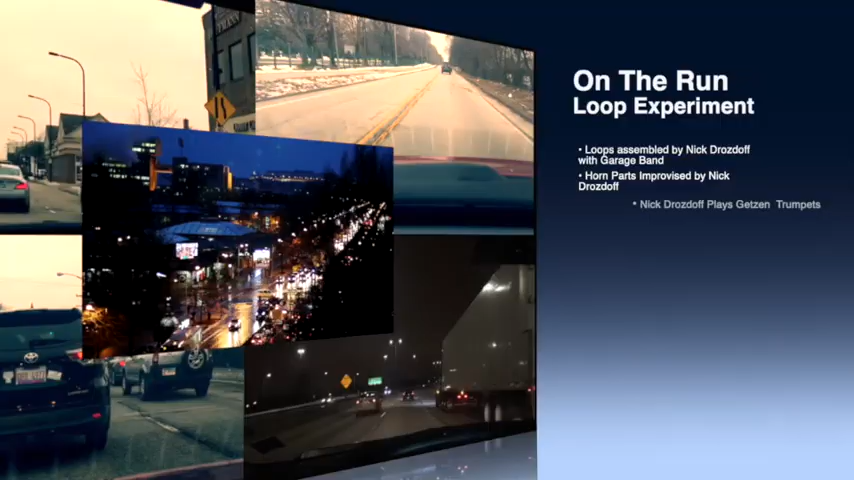 On The Run
Loop Experiment
• Loops assembled by Nick Drozdoff
with Garage Band
• Horn Parts Improvised by Nick
Drozdoff
• Nick Drozdoff Plays Getzen Trumpets